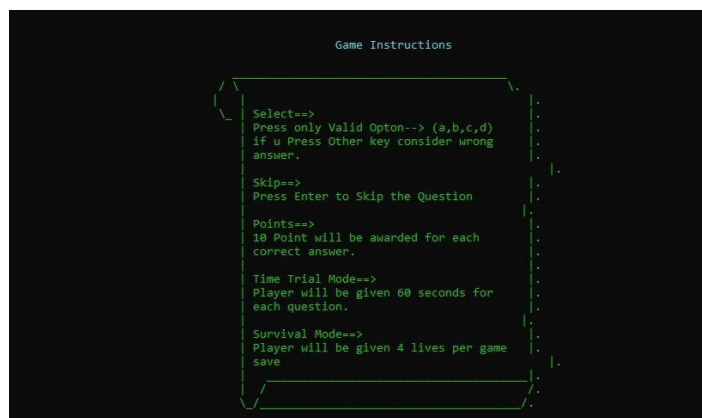 Game Instructions
Select==>
Press only Valid Opton--> (a,b,c,d)
if u Press Other key consider wrong
answer.
Skip==>
Press Enter to Skip the Question
Points==>
10 Point will be awarded for each
correct answer.
Time Trial Mode==>
Player will be given 60 seconds for
each question.
Survival Mode==>
Player will be given 4 lives per game
save